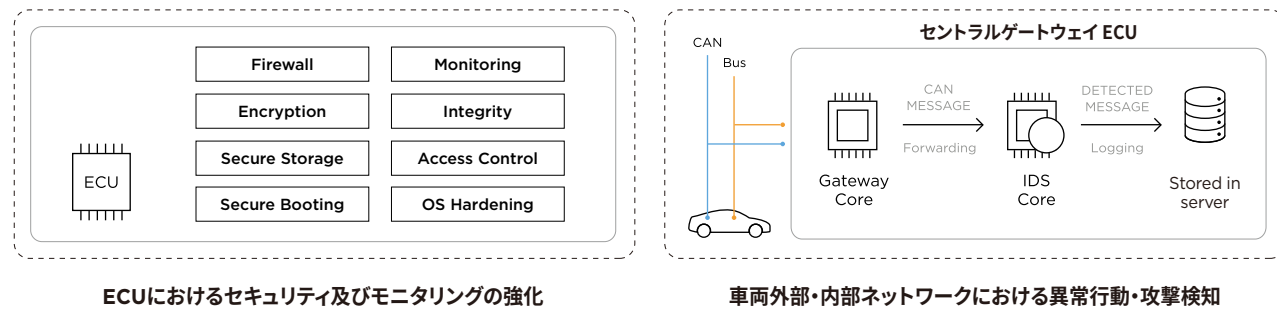 ECU
Firewall
Monitoring
Encryption
Integrity
Secure Storage
Access Control
Secure Booting
OS Hardening
ECUにおけるセキュリティ及びモニタリングの強化
セントラルゲートウェイ ECU
CAN
Bus
Gateway
Core
CAN
MESSAGE
Forwarding
IDS
Core
DETECTED
MESSAGE
Logging
Stored in
server
車両外部・内部ネットワークにおける異常行動・攻撃検知